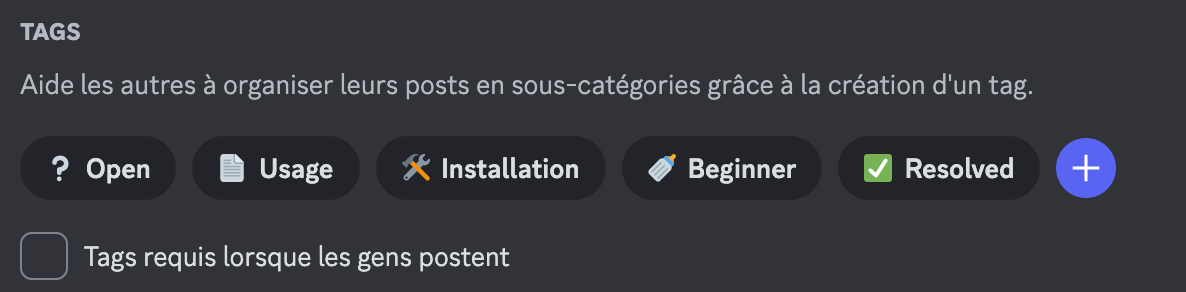 TAGS
Aide les autres à organiser leurs posts en sous-catégories grâce à la création d'un tag.
❔ Open 📄 Usage 🛠️ Installation 🍼 Beginner ✅ Resolved +
Tags requis lorsque les gens postent